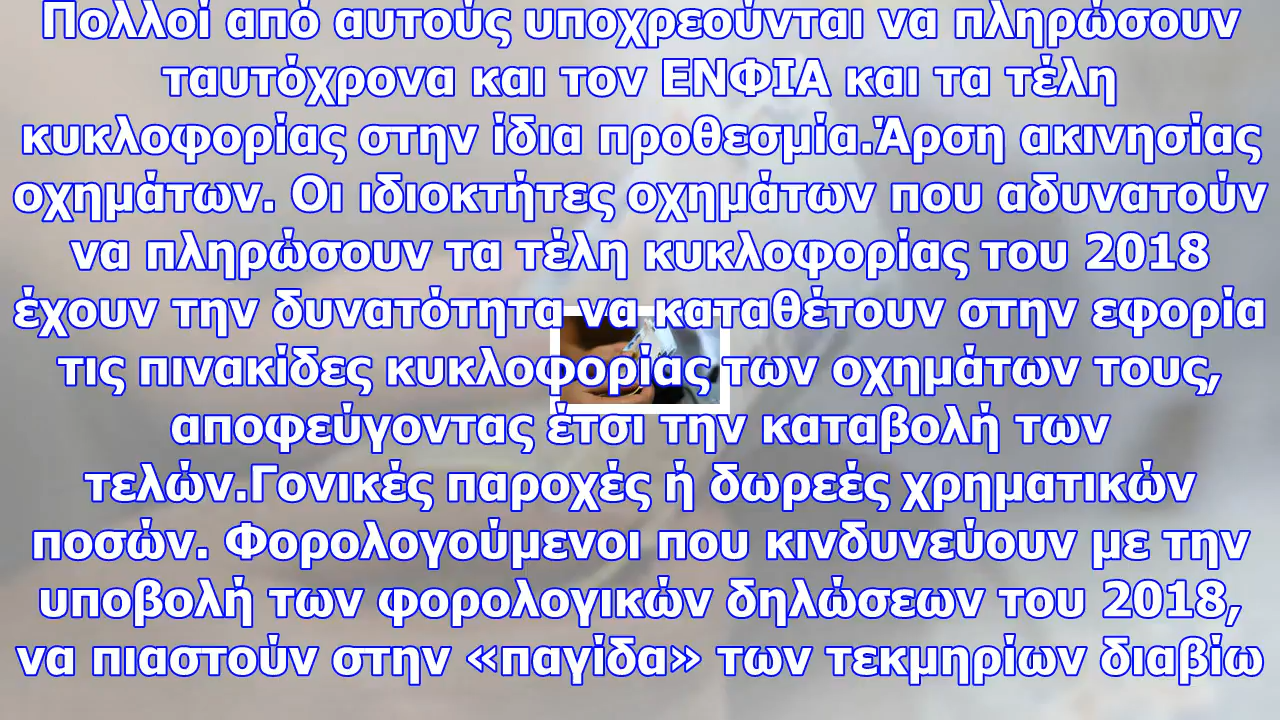 Πολλοί από αυτούς υποχρεούνται να πληρώσουν
ταυτόχρονα και τον ΕΝΦΙΑ και τα τέλη
κυκλοφορίας στην ίδια προθεσμία.Άρση ακινησίας
οχημάτων. Οι ιδιοκτήτες οχημάτων που αδυνατούν
να πληρώσουν τα τέλη κυκλοφορίας του 2018
έχουν την δυνατότητα να καταθέτουν στην εφορία
τις πινακίδες κυκλοφορίας των οχημάτων τους,
αποφεύγοντας έτσι την καταβολή των
τελών.Γονικές παροχές ή δωρεές χρηματικών
ποσών. Φορολογούμενοι που κινδυνεύουν με την
υποβολή των φορολογικών δηλώσεων του 2018,
να πιαστούν στην «παγίδα» των τεκμηρίων διαβίω